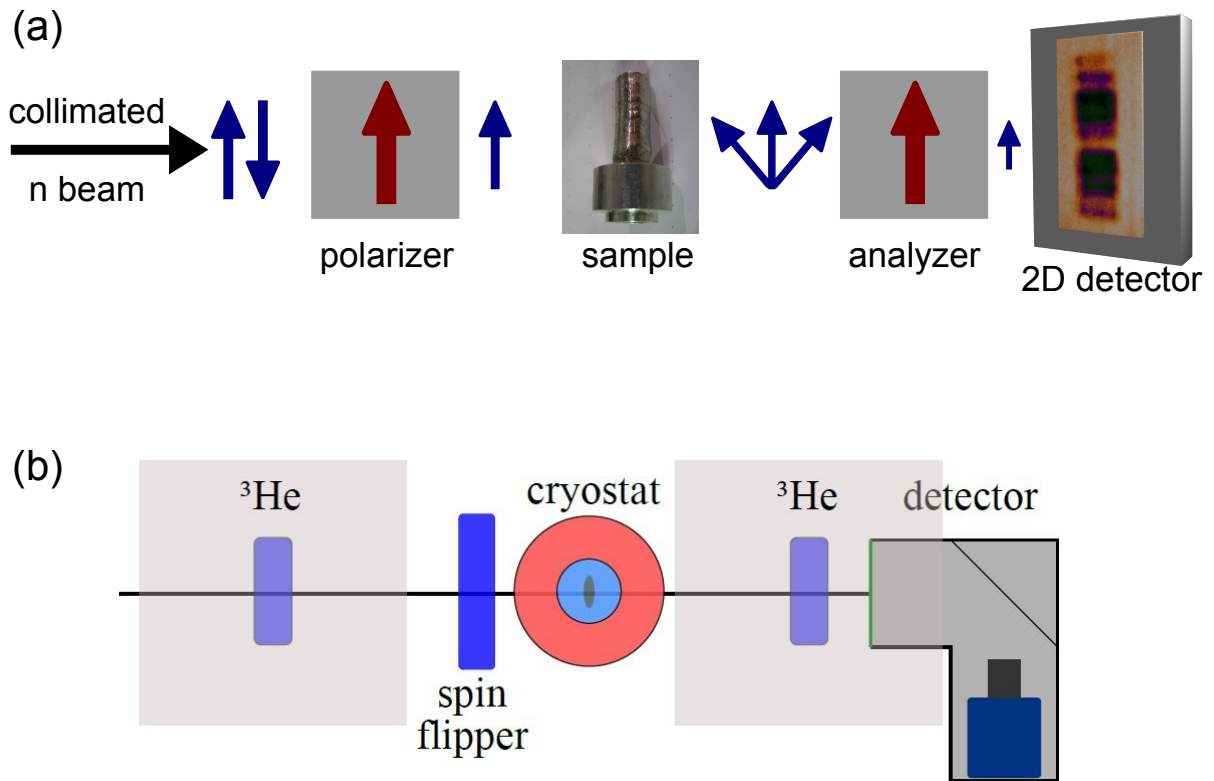 (a)
collimated
n beam
polarizer
sample
analyzer
2D detector
(b)
³He
cryostat
³He
detector
spin
flipper